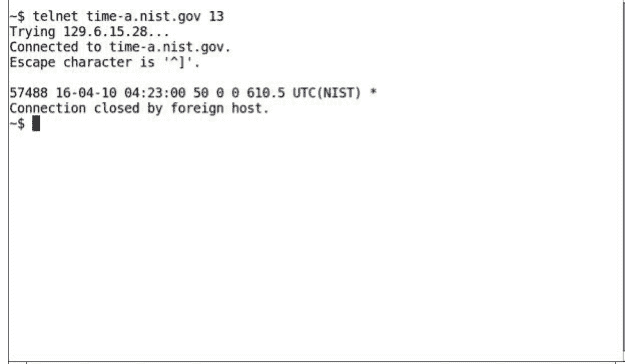 ~$ telnet time-a.nist.gov 13
Trying 129.6.15.28...
Connected to time-a.nist.gov.
Escape character is '^]'.
57488 16-04-10 04:23:00 50 0 0 610.5 UTC(NIST) *
Connection closed by foreign host.
~$